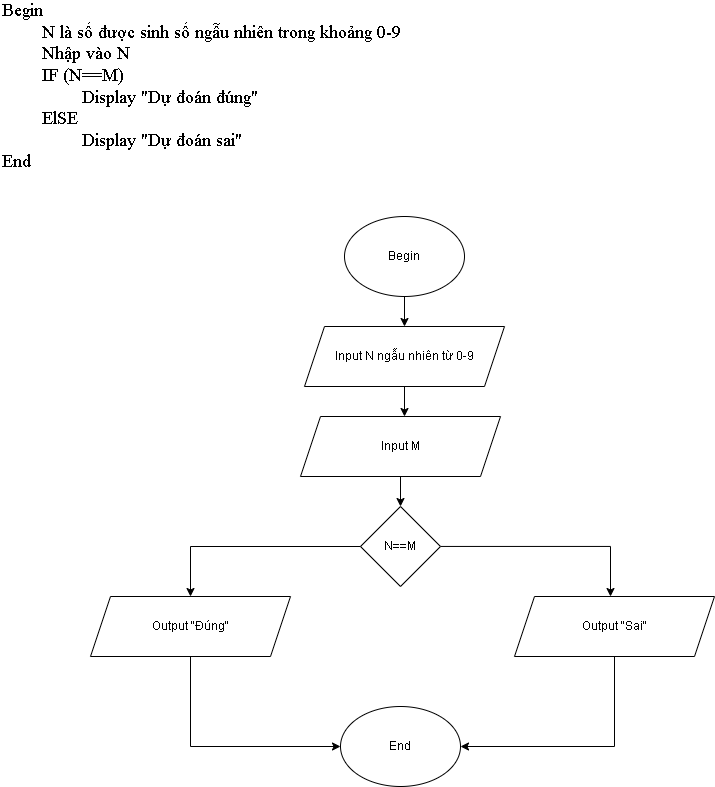 Begin
N là số được sinh số ngẫu nhiên trong khoảng 0-9
Nhập vào N
IF (N==M)
Display "Dự đoán đúng"
ElSE
Display "Dự đoán sai"
End
Begin
Input N ngẫu nhiên từ 0-9
Input M
N==M
Output "Đúng"
Output "Sai"
End